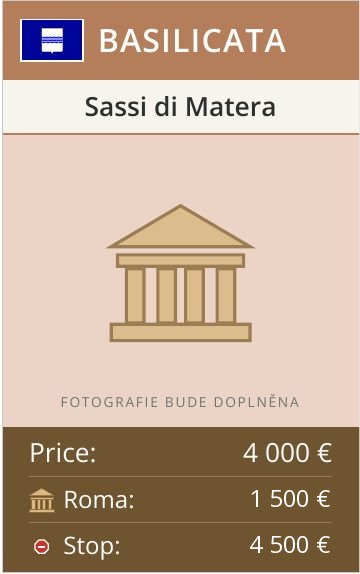 BASILICATA
Sassi di Matera
FOTOGRAFIE BUDE DOPLNĚNA
Price: 4 000 €
Roma: 1 500 €
Stop: 4 500 €